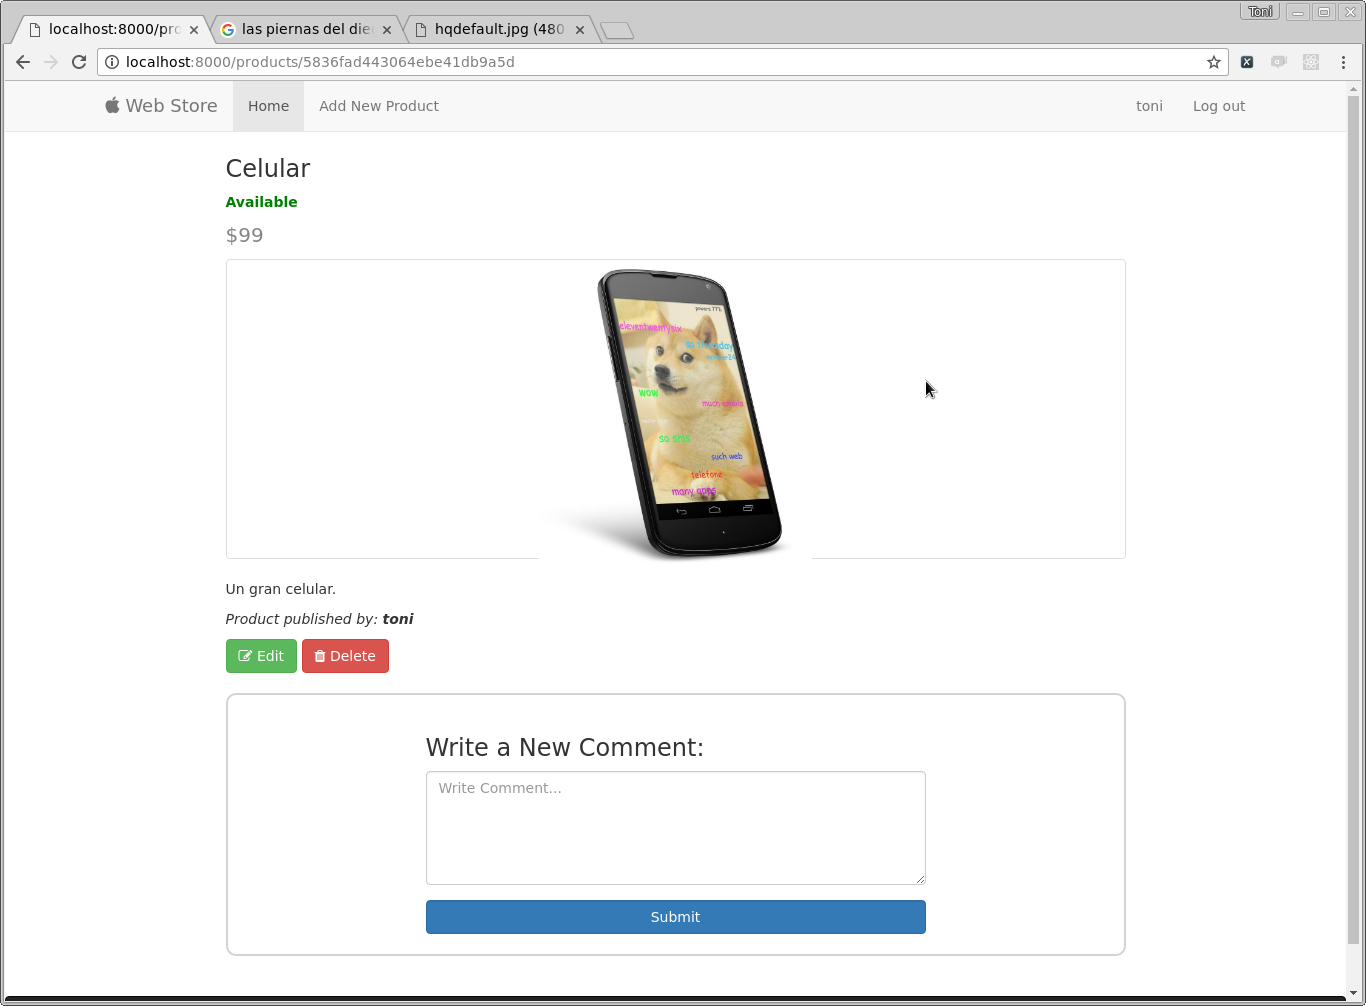 Toni
localhost:8000/pro
las piernas del die
hqdefault.jpg (480
localhost:8000/products/5836fad443064ebe41db9a5d
Web Store Home Add New Product toni Log out
Celular
Available
$99
eleventwentysix
wow
so sms
such web
telefone
many apps
Un gran celular.
Product published by: toni
Edit Delete
Write a New Comment:
Write Comment...
Submit